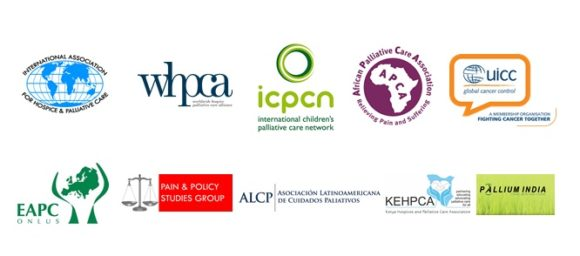 INTERNATIONAL ASSOCIATION
FOR HOSPICE & PALLIATIVE CARE
whpca
worldwide hospice
palliative care alliance
icpcn
international children's
palliative care network
African Palliative Care Association
APCA
Relieving Pain and Suffering
uicc
global cancer control
A MEMBERSHIP ORGANISATION
FIGHTING CANCER TOGETHER
EAPC
ONLUS
PAIN & POLICY
STUDIES GROUP
ALCP
ASOCIACIÓN LATINOAMERICANA
DE CUIDADOS PALIATIVOS
KEHPCA
Kenya Hospices and Palliative Care Association
PALLIUM INDIA